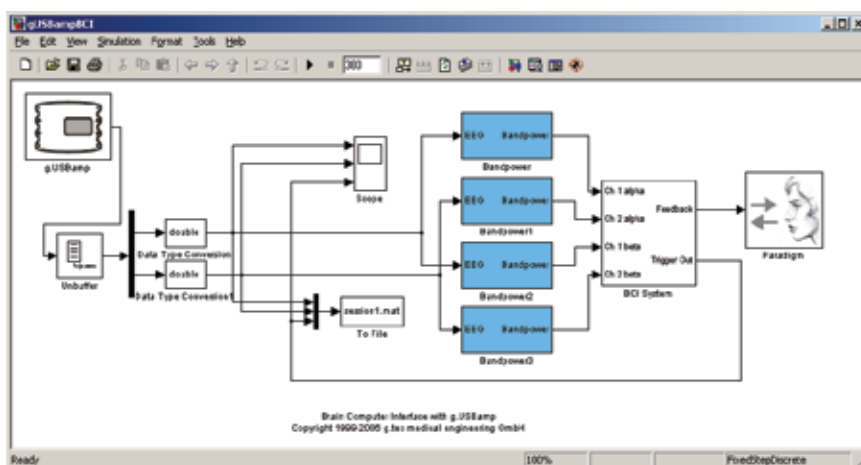 gUSBampBCI
File Edit View Simulation Format Tools Help
300
g.USBamp
Unbuffer
double
Data Type Conversion
double
Data Type Conversion1
Scope
session1.mat
To File
EEG Bandpower
Bandpower
EEG Bandpower
Bandpower1
EEG Bandpower
Bandpower2
EEG Bandpower
Bandpower3
Ch 1 alpha
Ch 2 alpha
Ch 1 beta
Ch 2 beta
Feedback
Trigger Out
BCI System
Paradigm
Brain Computer Interface with g.USBamp
Copyright 1999-2006 g.tec medical engineering GmbH
Ready 100% FixedStepDiscrete